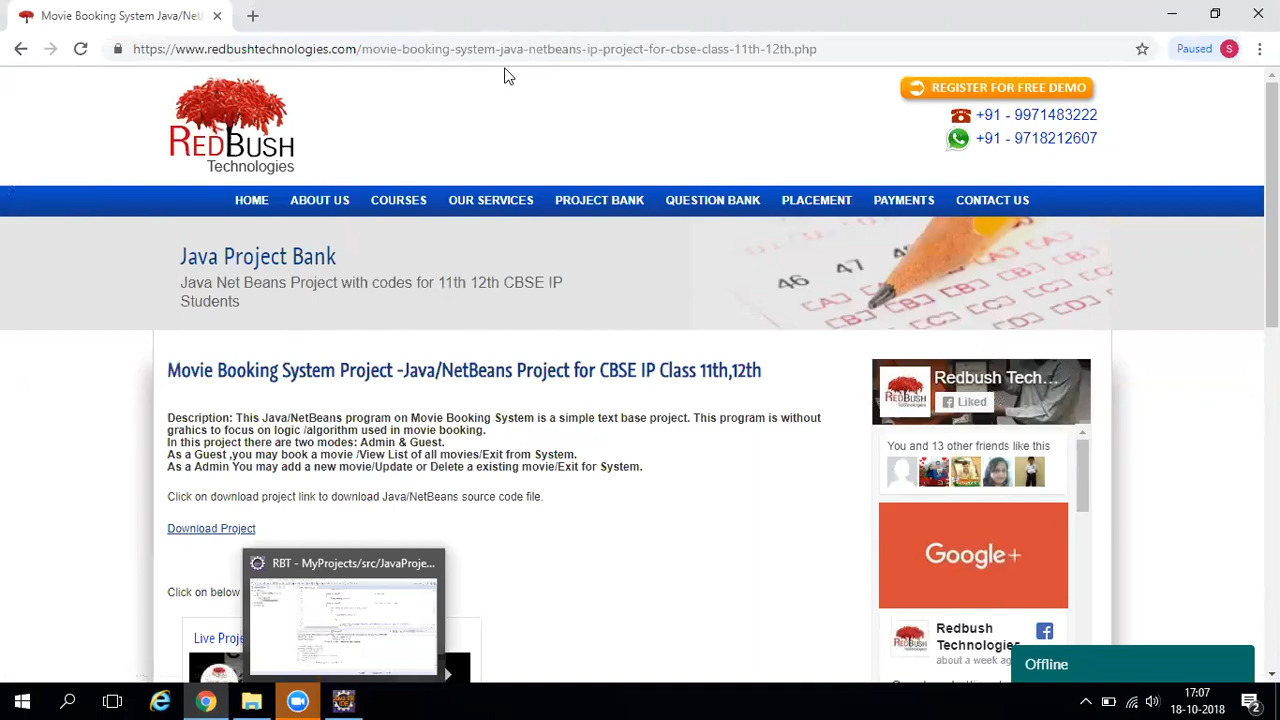 Movie Booking System Java/Net
https://www.redbushtechnologies.com/movie-booking-system-java-netbeans-ip-project-for-cbse-class-11th-12th.php
Paused
S
REGISTER FOR FREE DEMO
+91 - 9971483222
+91 - 9718212607
REDBUSH
Technologies
HOME ABOUT US COURSES OUR SERVICES PROJECT BANK QUESTION BANK PLACEMENT PAYMENTS CONTACT US
Java Project Bank
Java Net Beans Project with codes for 11th 12th CBSE IP
Students
46 47 [A] [B] [C] [D]
Movie Booking System Project -Java/NetBeans Project for CBSE IP Class 11th,12th
Description: This Java/NetBeans program on Movie Booking System is a simple text base project. This program is without
grahics to focus on logic /algorithm used in movie booking.
In this project there are two modes: Admin & Guest.
As a Guest ,you may book a movie /View List of all movies/Exit from System.
As a Admin You may add a new movie/Update or Delete a existing movie/Exit for System.
Click on download project link to download Java/NetBeans source code file.
Download Project
RBT - MyProjects/src/JavaProje...
Click on below
Live Proje
REDBUSH
Redbush Tech...
Liked
You and 13 other friends like this
Google+
Redbush
Technologies
about a week ago
Offline
17:07
18-10-2018
2